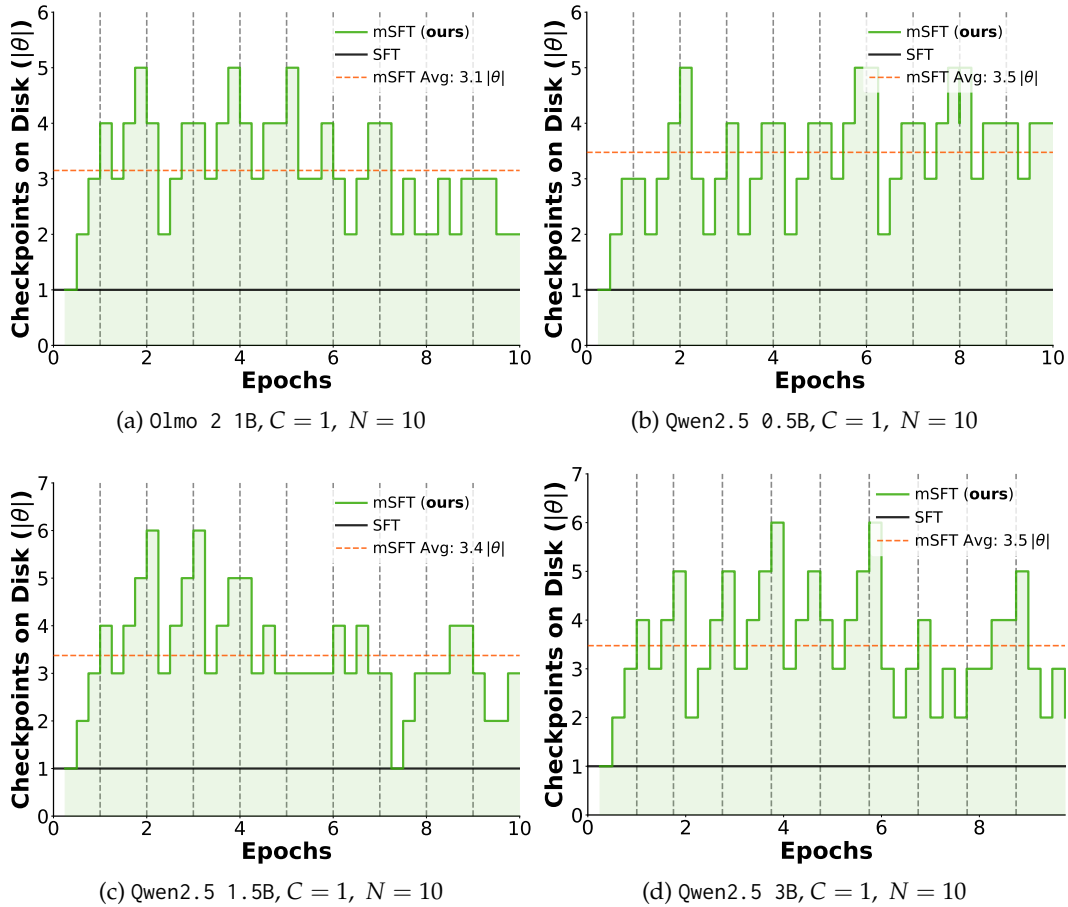 6
5
4
3
2
1
0
Checkpoints on Disk (|θ|)
mSFT (ours)
SFT
mSFT Avg: 3.1 |θ|
0 2 4 6 8 10
Epochs
(a) Olmo 2 1B, C = 1, N = 10
6
5
4
3
2
1
0
Checkpoints on Disk (|θ|)
mSFT (ours)
SFT
mSFT Avg: 3.5 |θ|
0 2 4 6 8 10
Epochs
(b) Qwen2.5 0.5B, C = 1, N = 10
7
6
5
4
3
2
1
0
Checkpoints on Disk (|θ|)
mSFT (ours)
SFT
mSFT Avg: 3.4 |θ|
0 2 4 6 8 10
Epochs
(c) Qwen2.5 1.5B, C = 1, N = 10
7
6
5
4
3
2
1
0
Checkpoints on Disk (|θ|)
mSFT (ours)
SFT
mSFT Avg: 3.5 |θ|
0 2 4 6 8
Epochs
(d) Qwen2.5 3B, C = 1, N = 10